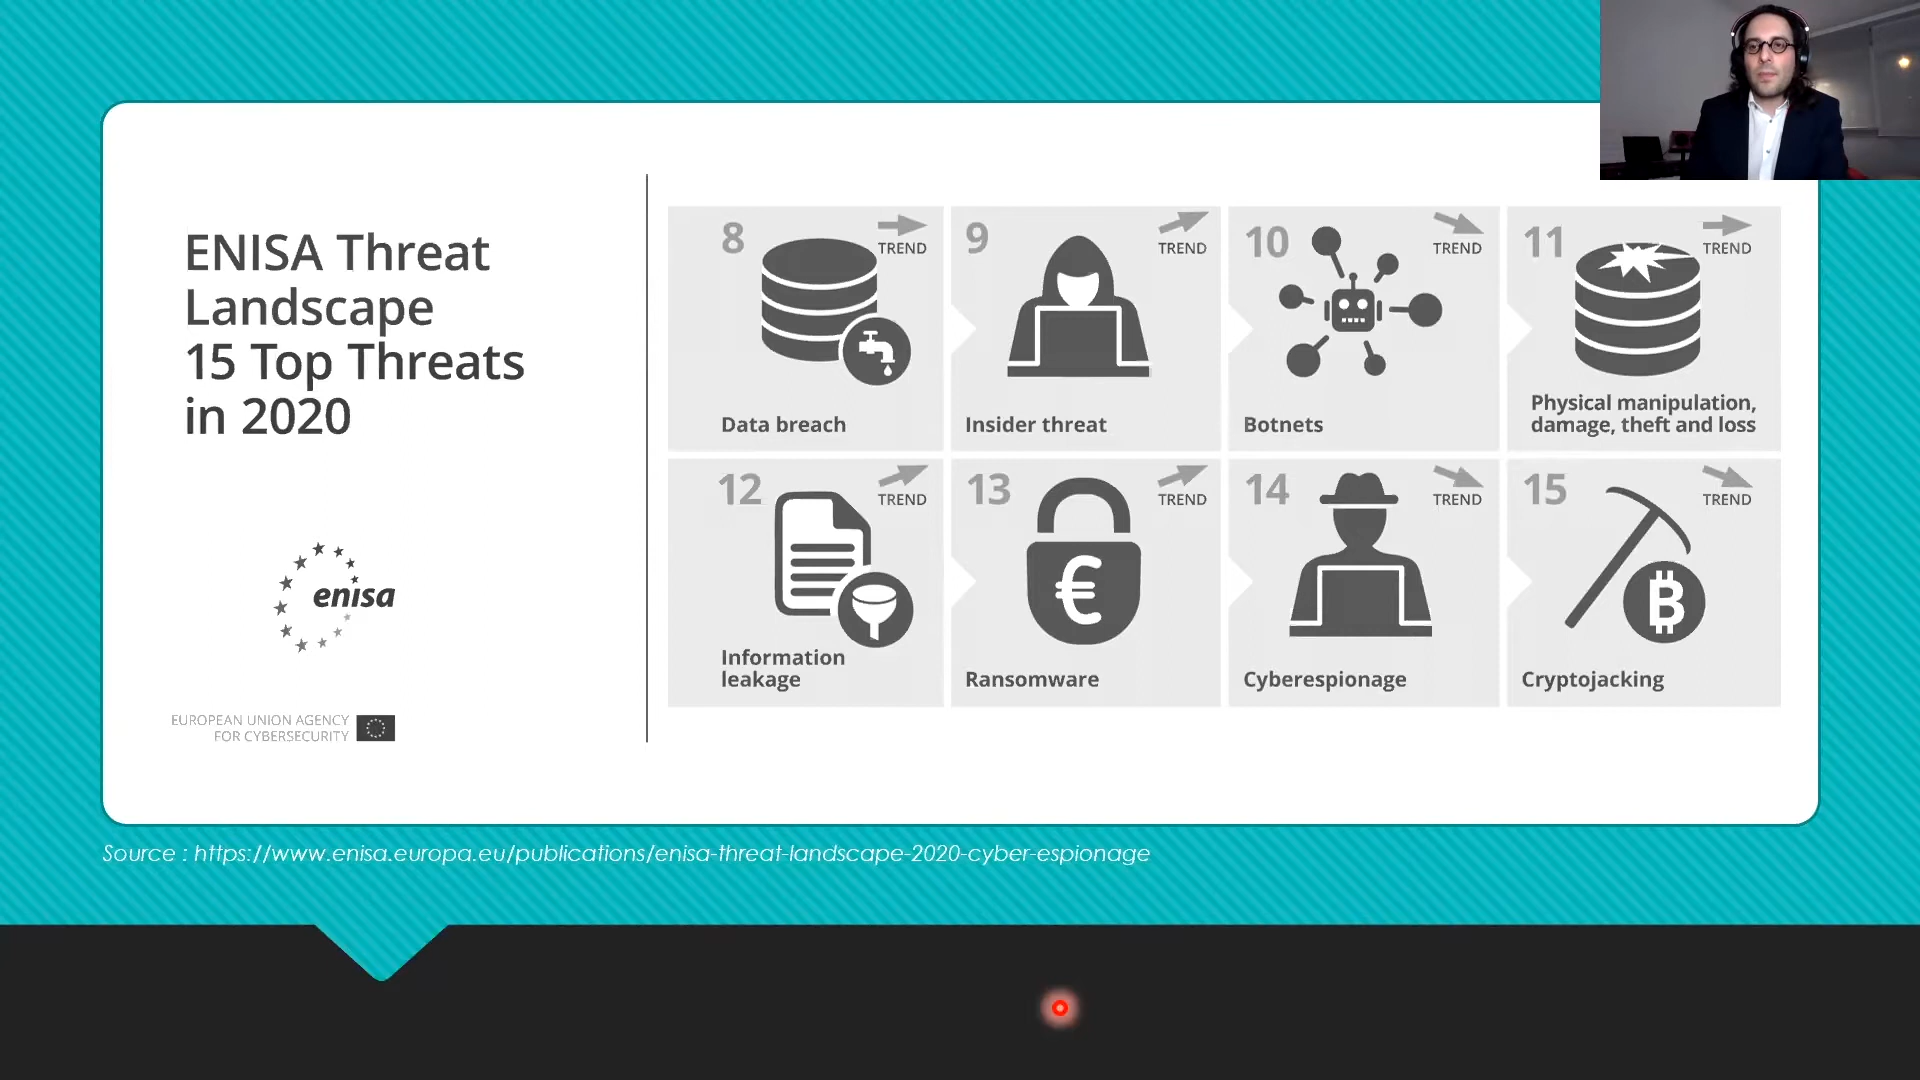 ENISA Threat
Landscape
15 Top Threats
in 2020
enisa
EUROPEAN UNION AGENCY
FOR CYBERSECURITY
8
TREND
Data breach
9
TREND
Insider threat
10
TREND
Botnets
11
TREND
Physical manipulation,
damage, theft and loss
12
TREND
Information
leakage
13
TREND
€
Ransomware
14
TREND
Cyberespionage
15
TREND
Cryptojacking
Source : https://www.enisa.europa.eu/publications/enisa-threat-landscape-2020-cyber-espionage